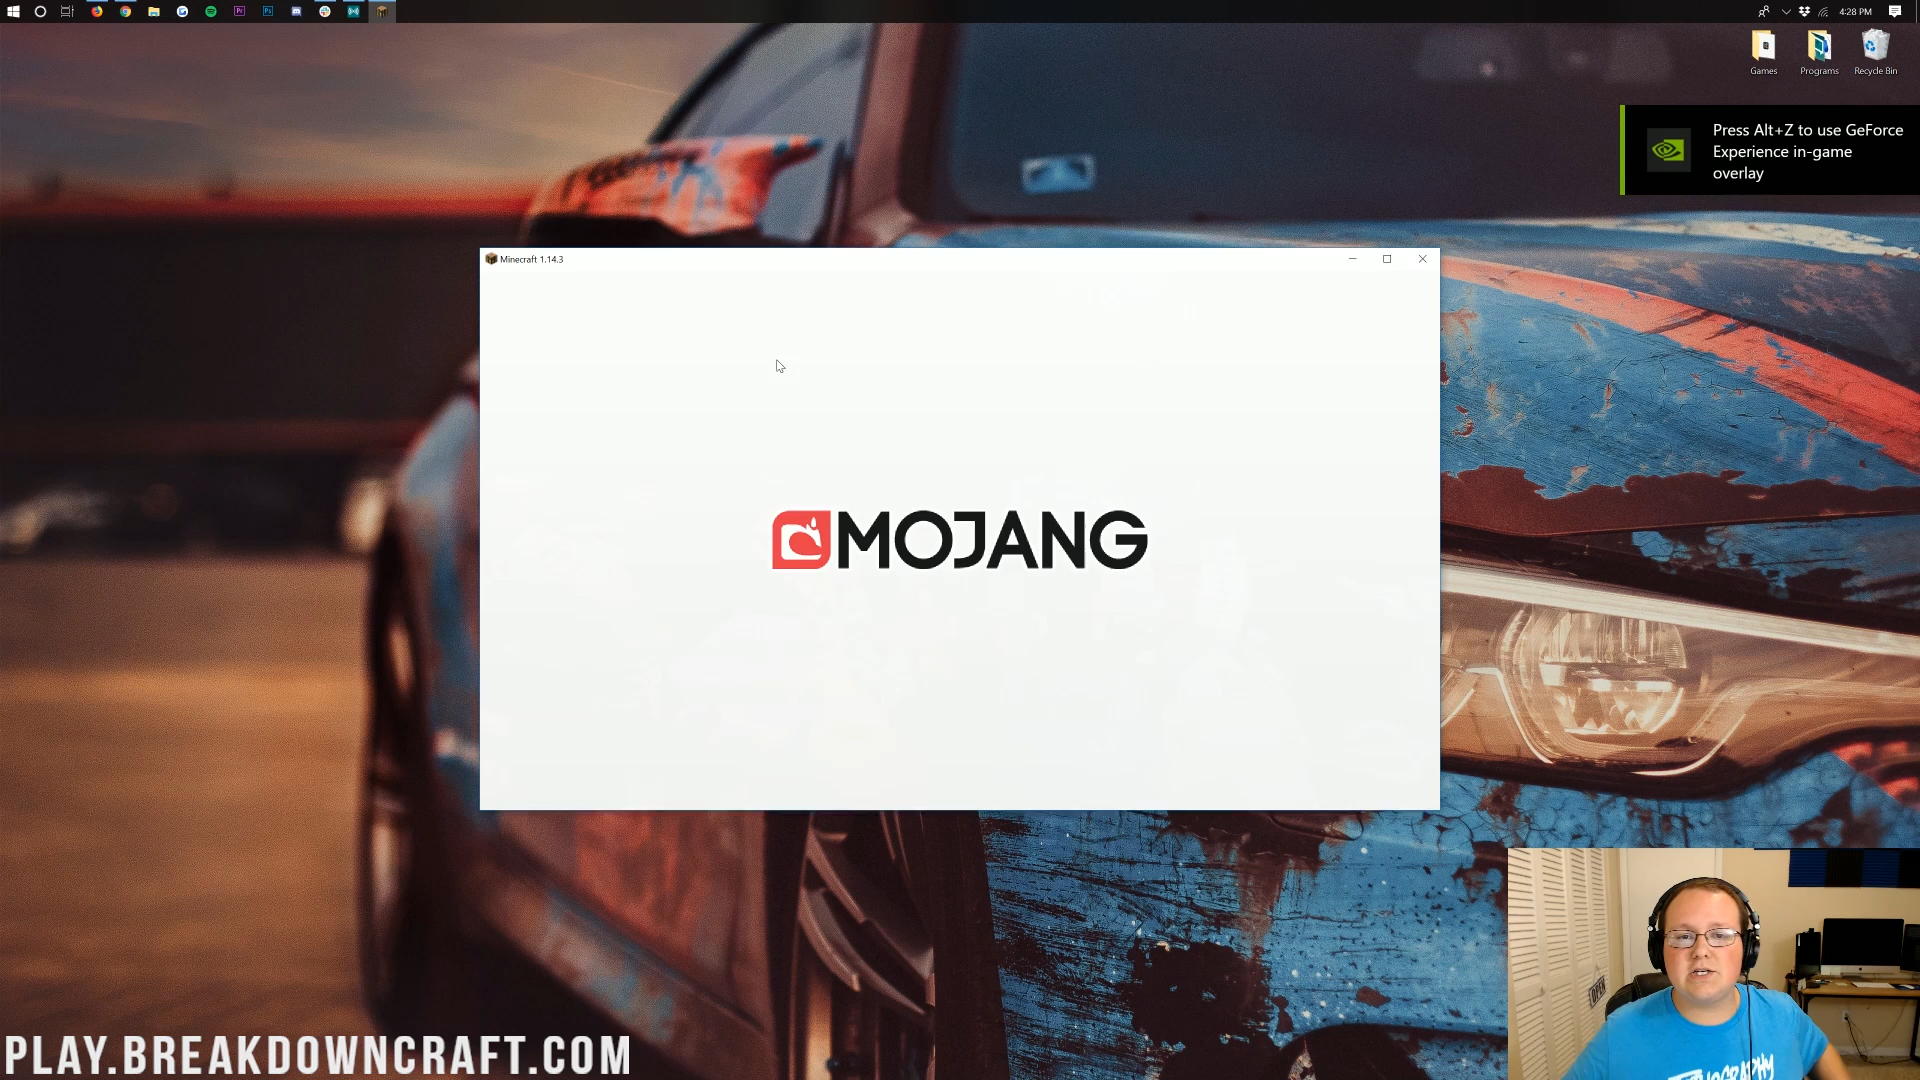 4:28 PM
Games
Programs
Recycle Bin
Press Alt+Z to use GeForce
Experience in-game
overlay
Minecraft 1.14.3
MOJANG
OPEN
PLAY.BREAKDOWNCRAFT.COM